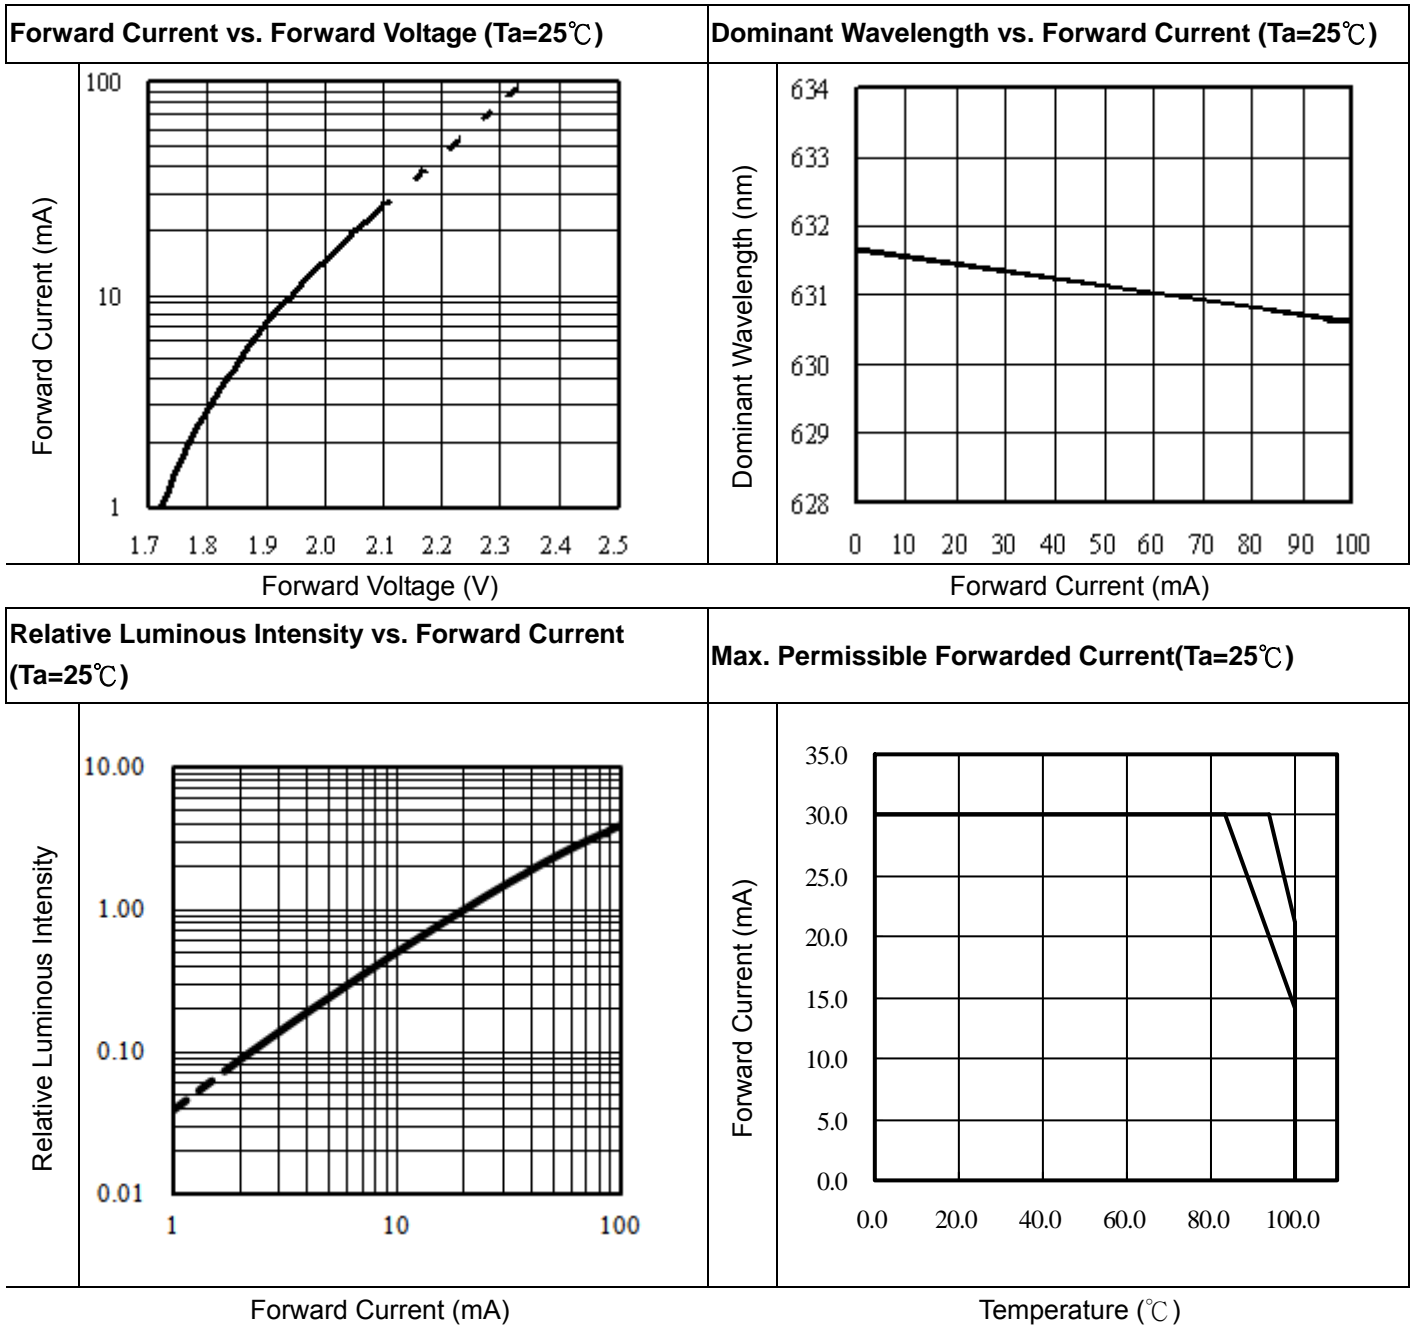 Forward Current vs. Forward Voltage (Ta=25℃)
Dominant Wavelength vs. Forward Current (Ta=25℃)
Forward Current (mA)
100
10
1
1.7 1.8 1.9 2.0 2.1 2.2 2.3 2.4 2.5
Forward Voltage (V)
Dominant Wavelength (nm)
634
633
632
631
630
629
628
0 10 20 30 40 50 60 70 80 90 100
Forward Current (mA)
Relative Luminous Intensity vs. Forward Current
(Ta=25℃)
Max. Permissible Forwarded Current(Ta=25℃)
Relative Luminous Intensity
10.00
1.00
0.10
0.01
1 10 100
Forward Current (mA)
Forward Current (mA)
35.0
30.0
25.0
20.0
15.0
10.0
5.0
0.0
0.0 20.0 40.0 60.0 80.0 100.0
Temperature (℃)